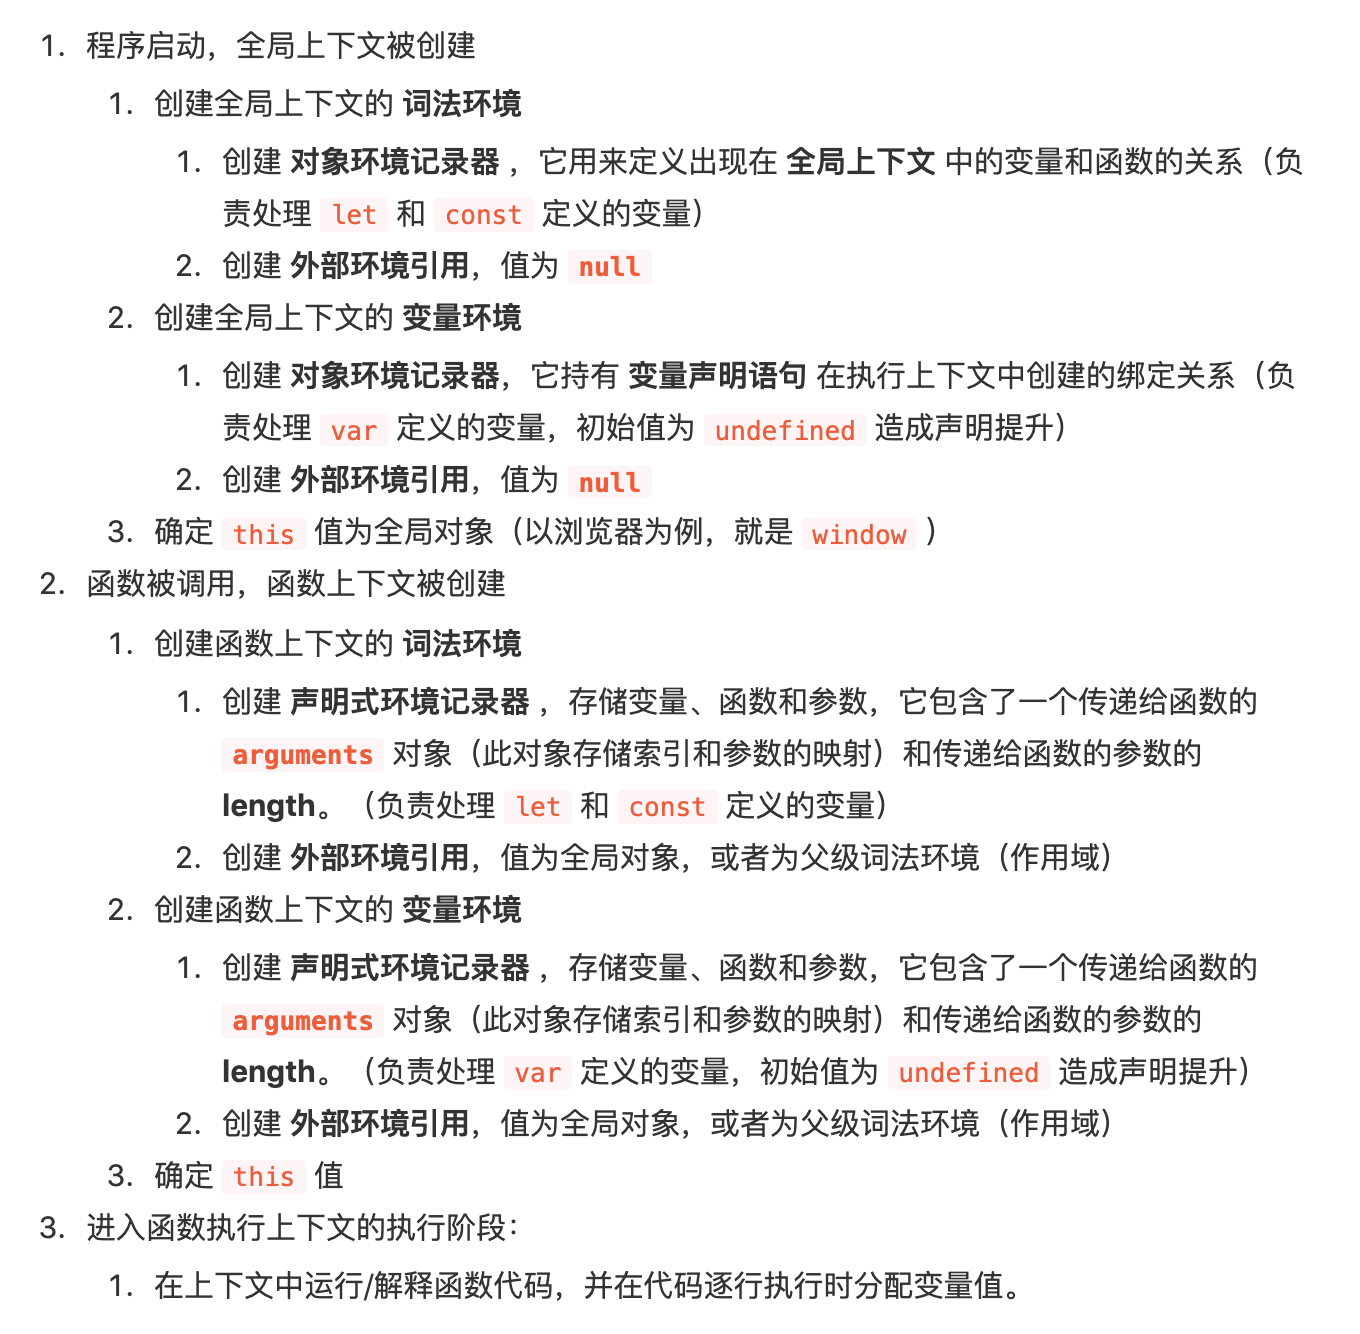 1. 程序启动，全局上下文被创建
1. 创建全局上下文的 词法环境
1. 创建 对象环境记录器 ，它用来定义出现在 全局上下文 中的变量和函数的关系（负
责处理 let 和 const 定义的变量）
2. 创建 外部环境引用，值为 null
2. 创建全局上下文的 变量环境
1. 创建 对象环境记录器，它持有 变量声明语句 在执行上下文中创建的绑定关系（负
责处理 var 定义的变量，初始值为 undefined 造成声明提升）
2. 创建 外部环境引用，值为 null
3. 确定 this 值为全局对象（以浏览器为例，就是 window ）
2. 函数被调用，函数上下文被创建
1. 创建函数上下文的 词法环境
1. 创建 声明式环境记录器 ，存储变量、函数和参数，它包含了一个传递给函数的
arguments 对象（此对象存储索引和参数的映射）和传递给函数的参数的
length。（负责处理 let 和 const 定义的变量）
2. 创建 外部环境引用，值为全局对象，或者为父级词法环境（作用域）
2. 创建函数上下文的 变量环境
1. 创建 声明式环境记录器 ，存储变量、函数和参数，它包含了一个传递给函数的
arguments 对象（此对象存储索引和参数的映射）和传递给函数的参数的
length。（负责处理 var 定义的变量，初始值为 undefined 造成声明提升）
2. 创建 外部环境引用，值为全局对象，或者为父级词法环境（作用域）
3. 确定 this 值
3. 进入函数执行上下文的执行阶段：
1. 在上下文中运行/解释函数代码，并在代码逐行执行时分配变量值。